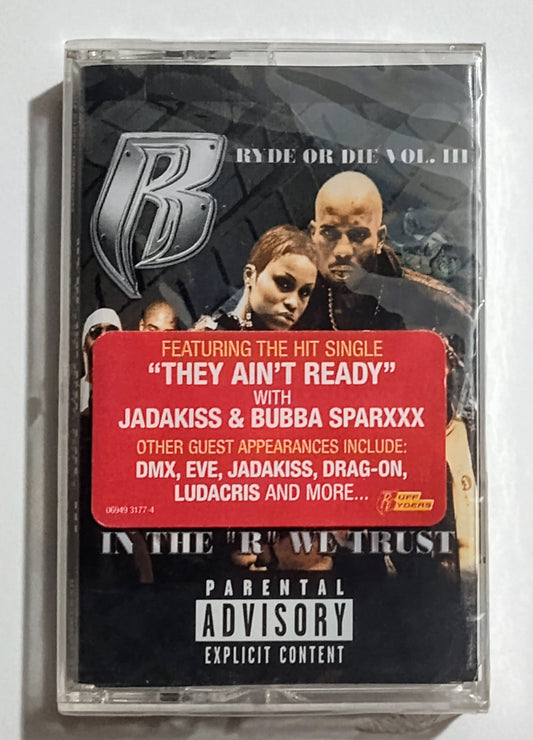 R
RYDE OR DIE VOL. III
FEATURING THE HIT SINGLE
“THEY AIN'T READY”
WITH
JADAKISS & BUBBA SPARXXX
OTHER GUEST APPEARANCES INCLUDE:
DMX, EVE, JADAKISS, DRAG-ON,
LUDACRIS AND MORE...
06949 3177-4
RUFF
RYDERS
IN THE "R" WE TRUST
PARENTAL
ADVISORY
EXPLICIT CONTENT